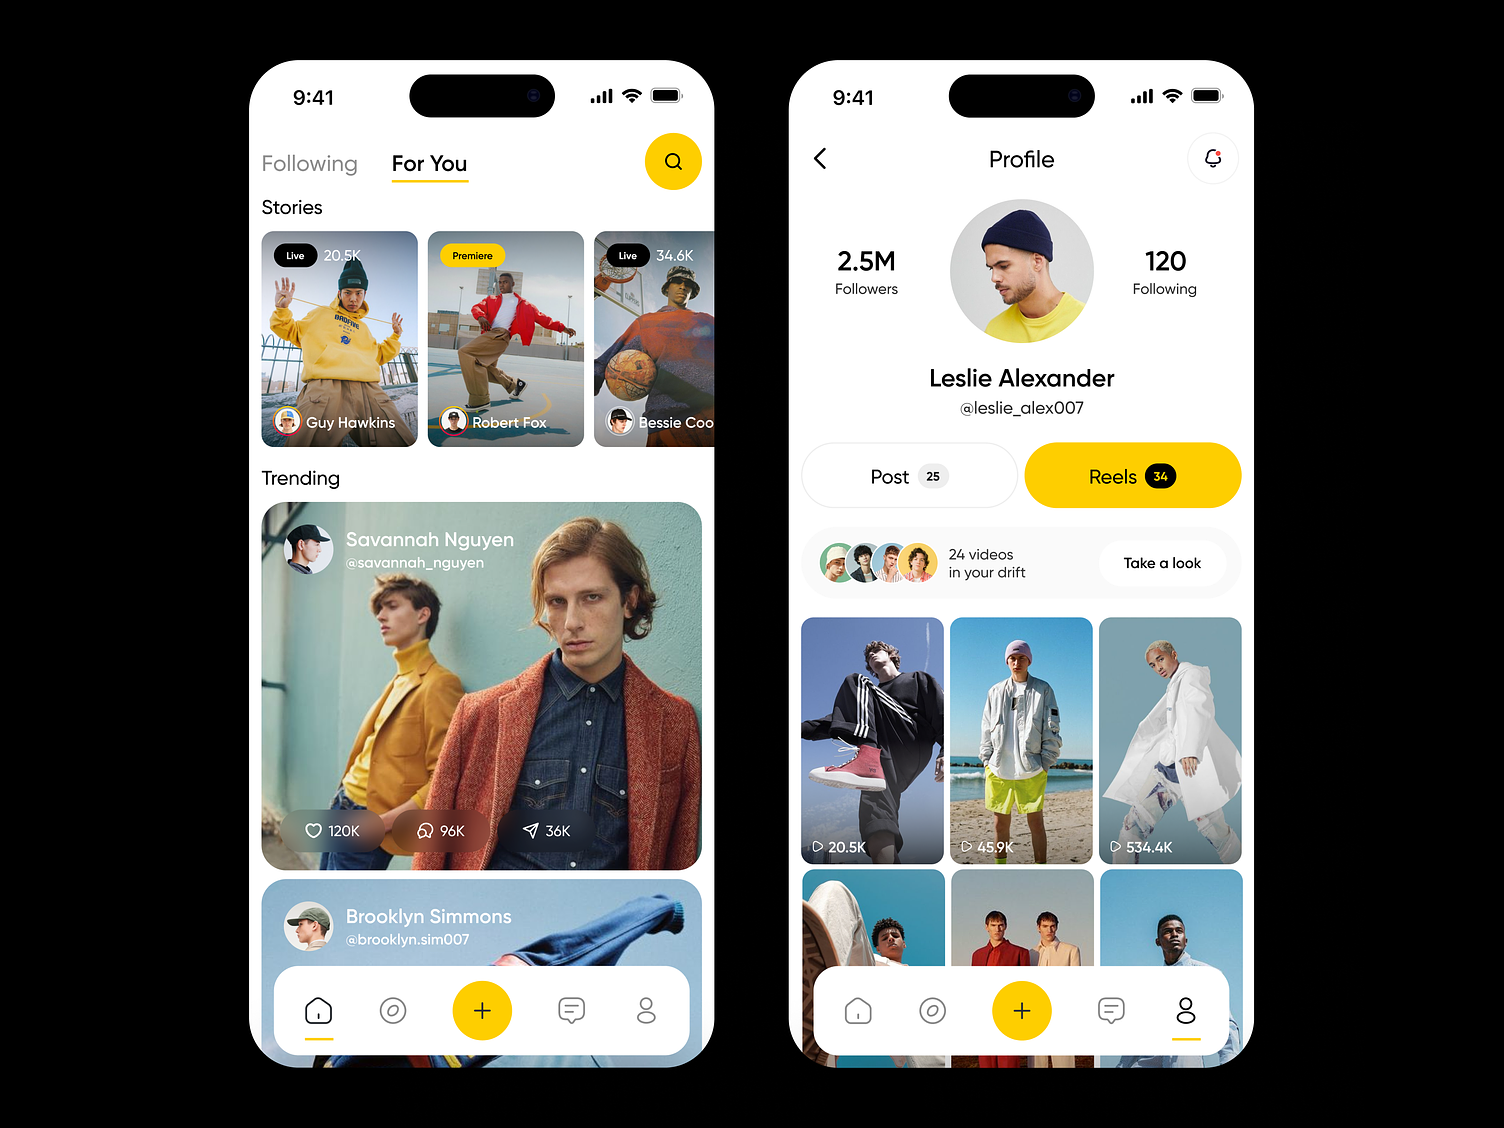 9:41
Following
For You
Stories
Live 20.5K
Premiere
Live 34.6K
BADFIVE
Guy Hawkins
Robert Fox
Bessie Coo
Trending
Savannah Nguyen
@savannah_nguyen
120K
96K
36K
Brooklyn Simmons
@brooklyn.sim007
9:41
Profile
2.5M
Followers
120
Following
Leslie Alexander
@leslie_alex007
Post 25
Reels 34
24 videos
in your drift
Take a look
20.5K
45.9K
534.4K